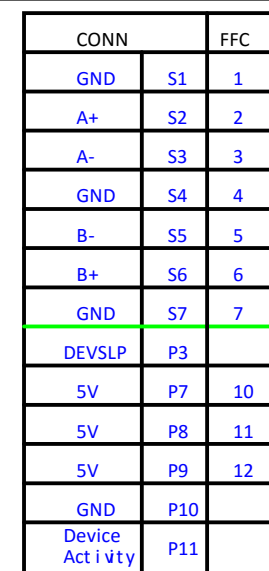 CONN FFC
GND S1 1
A+ S2 2
A- S3 3
GND S4 4
B- S5 5
B+ S6 6
GND S7 7
DEVSLP P3
5V P7 10
5V P8 11
5V P9 12
GND P10
Device
Activity P11